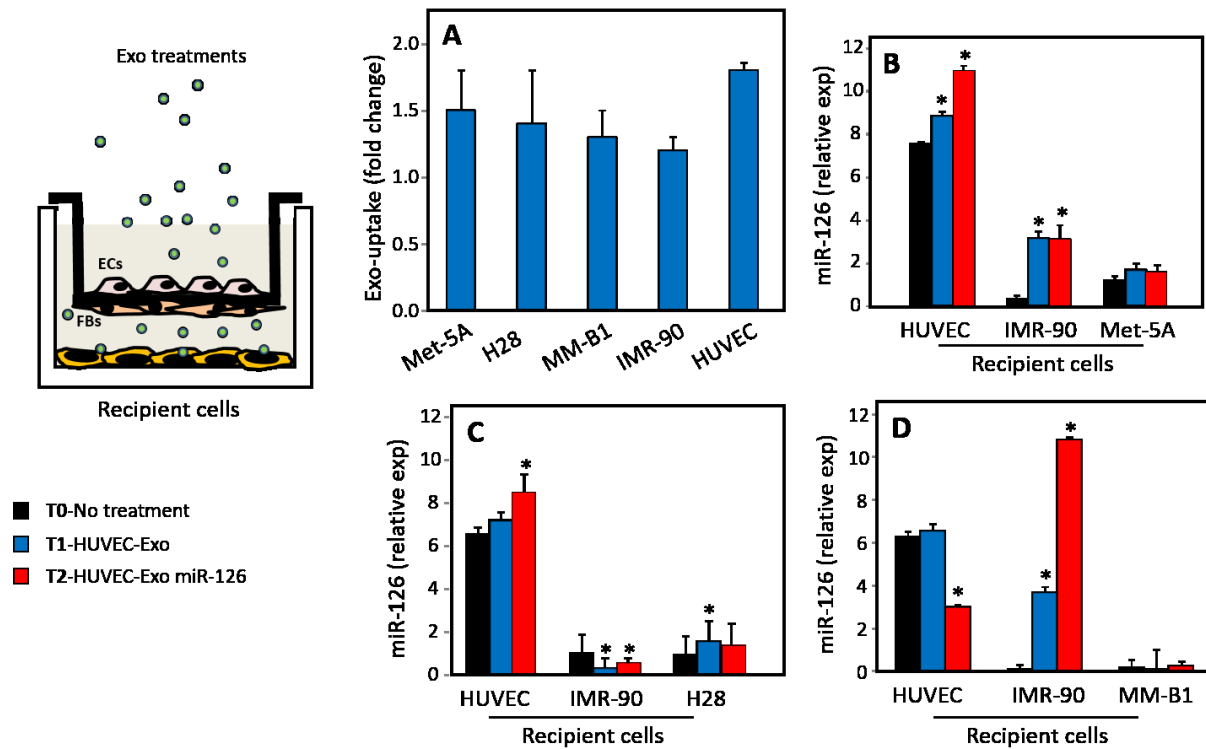 Exo treatments
ECs
FBs
Recipient cells
T0-No treatment
T1-HUVEC-Exo
T2-HUVEC-Exo miR-126
A
Exo-uptake (fold change)
2.0
1.5
1.0
0.5
0.0
Met-5A
H28
MM-B1
IMR-90
HUVEC
B
miR-126 (relative exp)
12
10
8
6
4
2
0
* *
* *
HUVEC
IMR-90
Met-5A
Recipient cells
C
miR-126 (relative exp)
12
10
8
6
4
2
0
*
* *
*
HUVEC
IMR-90
H28
Recipient cells
D
miR-126 (relative exp)
12
10
8
6
4
2
0
*
* *
HUVEC
IMR-90
MM-B1
Recipient cells